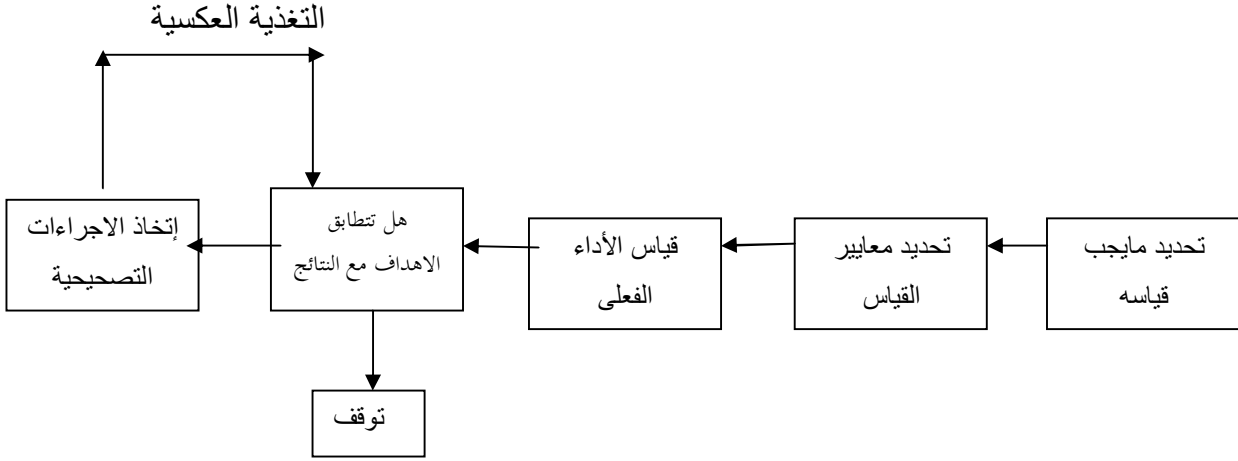 التغذية العكسية
تحديد مايجب
قياسه
تحديد معايير
القياس
قياس الأداء
الفعلى
هل تتطابق
الاهداف مع النتائج
إتخاذ الاجراءات
التصحيحية
توقف